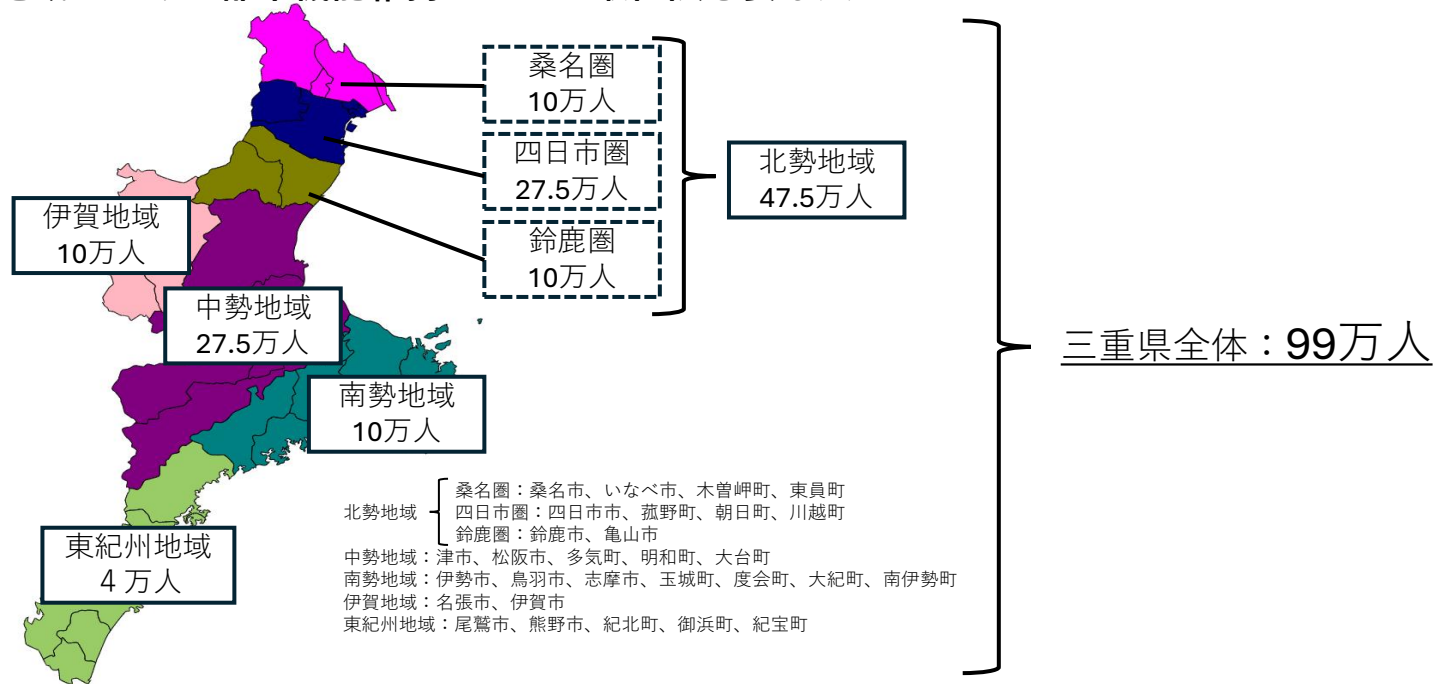 桑名圏
10万人
四日市圏
27.5万人
鈴鹿圏
10万人
北勢地域
47.5万人
伊賀地域
10万人
中勢地域
27.5万人
南勢地域
10万人
東紀州地域
４万人
三重県全体：99万人
北勢地域
桑名圏：桑名市、いなべ市、木曽岬町、東員町
四日市圏：四日市市、菰野町、朝日町、川越町
鈴鹿圏：鈴鹿市、亀山市
中勢地域：津市、松阪市、多気町、明和町、大台町
南勢地域：伊勢市、鳥羽市、志摩市、玉城町、度会町、大紀町、南伊勢町
伊賀地域：名張市、伊賀市
東紀州地域：尾鷲市、熊野市、紀北町、御浜町、紀宝町